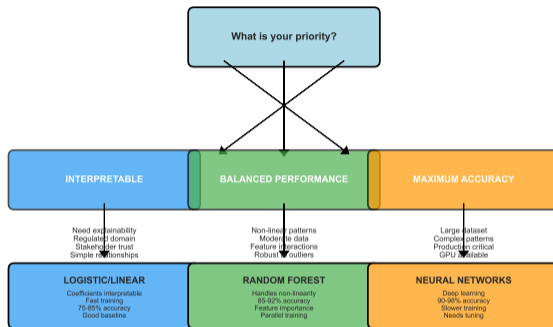 What is your priority?
INTERPRETABLE
BALANCED PERFORMANCE
MAXIMUM ACCURACY
Need explainability
Regulated domain
Stakeholder trust
Simple relationships
Non-linear patterns
Moderate data
Feature interactions
Robust outliers
Large dataset
Complex patterns
Production critical
GPU available
LOGISTIC/LINEAR
Coefficients interpretable
Fast training
75-85% accuracy
Good baseline
RANDOM FOREST
Handles non-linearity
85-92% accuracy
Feature importance
Parallel training
NEURAL NETWORKS
Deep learning
90-98% accuracy
Slower training
Needs tuning